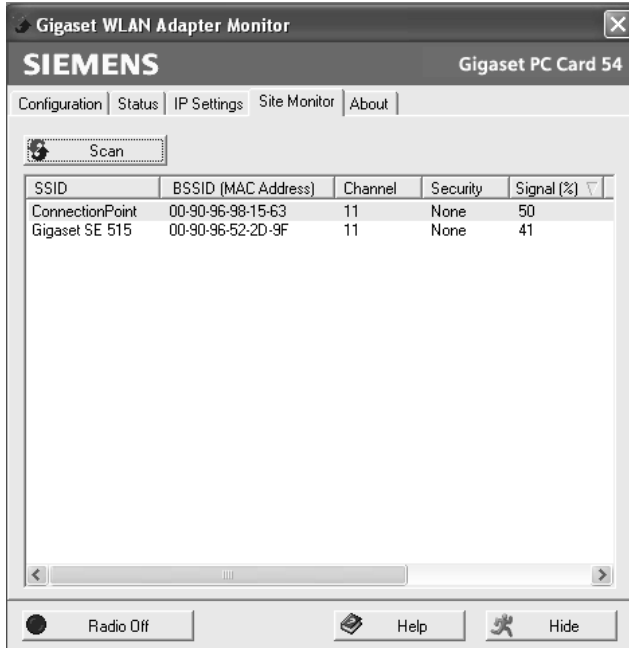 Gigaset WLAN Adapter Monitor
SIEMENS Gigaset PC Card 54
Configuration Status IP Settings Site Monitor About
Scan
SSID BSSID (MAC Address) Channel Security Signal (%)
ConnectionPoint 00-90-96-98-15-63 11 None 50
Gigaset SE 515 00-90-96-52-2D-9F 11 None 41
Radio Off Help Hide